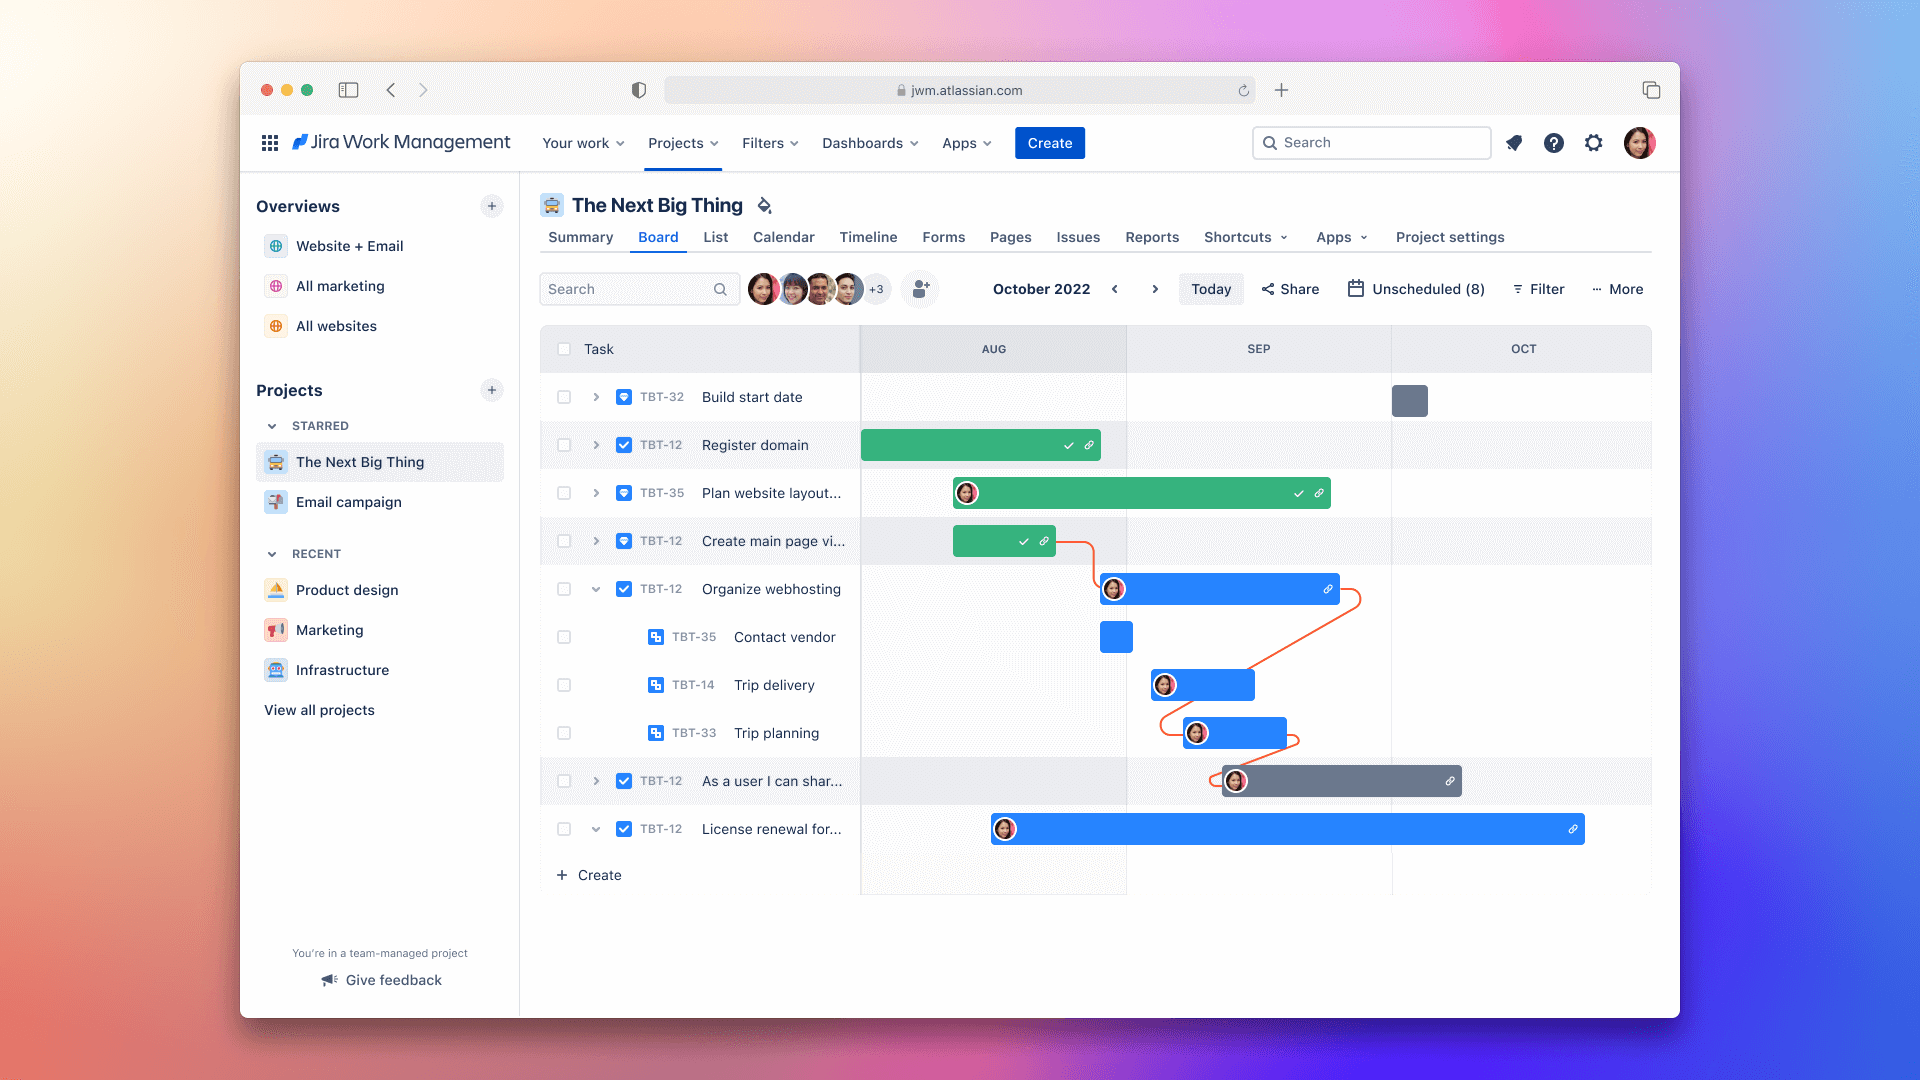 jwm.atlassian.com
Jira Work Management
Your work
Projects
Filters
Dashboards
Apps
Create
Search
Overviews
Website + Email
All marketing
All websites
Projects
STARRED
The Next Big Thing
Email campaign
RECENT
Product design
Marketing
Infrastructure
View all projects
You're in a team-managed project
Give feedback
The Next Big Thing
Summary
Board
List
Calendar
Timeline
Forms
Pages
Issues
Reports
Shortcuts
Apps
Project settings
Search
+3
October 2022
Today
Share
Unscheduled (8)
Filter
More
Task
AUG
SEP
OCT
TBT-32 Build start date
TBT-12 Register domain
TBT-35 Plan website layout...
TBT-12 Create main page vi...
TBT-12 Organize webhosting
TBT-35 Contact vendor
TBT-14 Trip delivery
TBT-33 Trip planning
TBT-12 As a user I can shar...
TBT-12 License renewal for...
+ Create